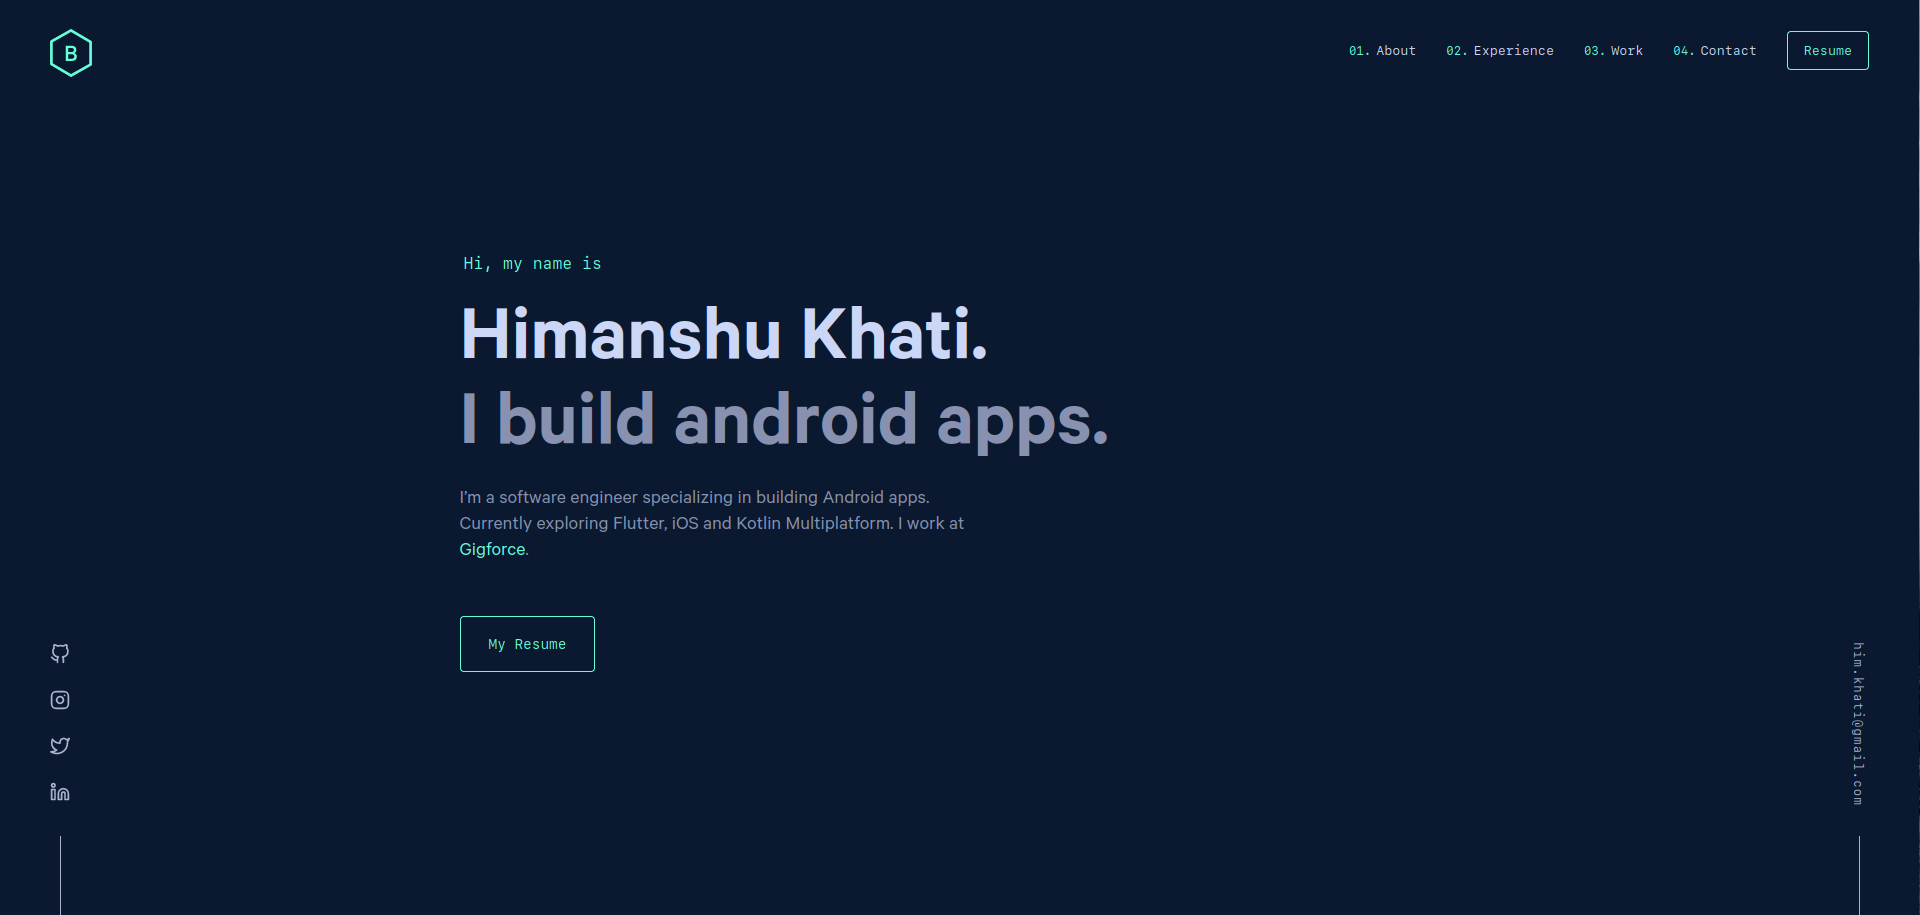 B
01. About 02. Experience 03. Work 04. Contact Resume
Hi, my name is
Himanshu Khati.
I build android apps.
I'm a software engineer specializing in building Android apps.
Currently exploring Flutter, iOS and Kotlin Multiplatform. I work at
Gigforce.
My Resume
him.khati@gmail.com